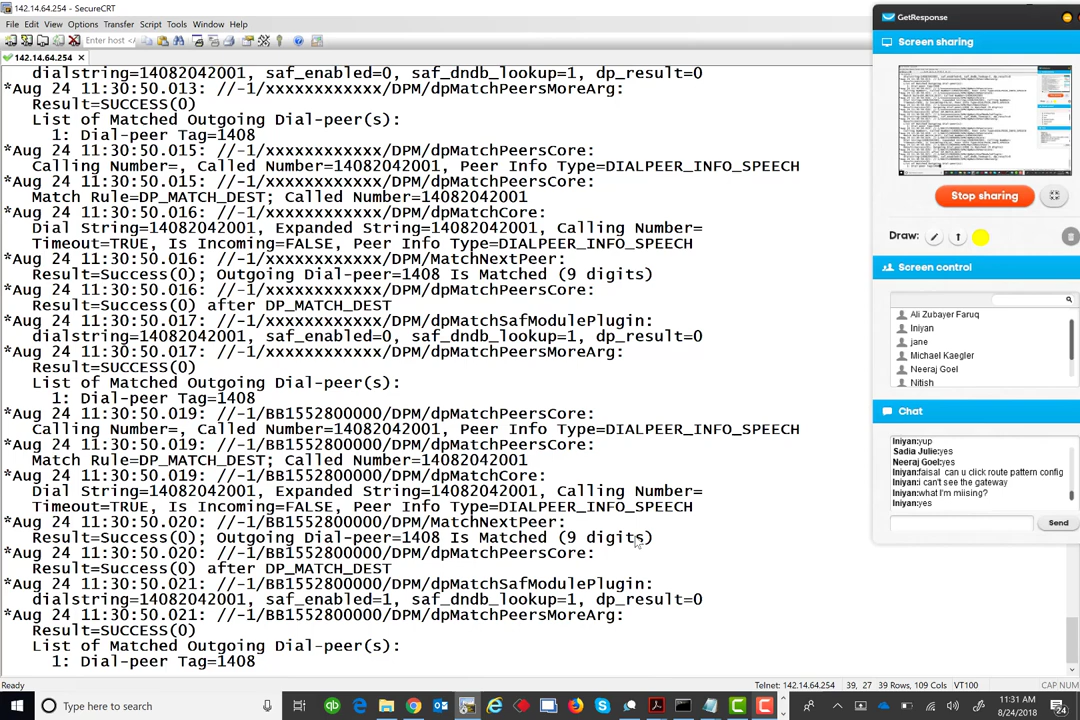 142.14.64.254 - SecureCRT
File Edit View Options Transfer Script Tools Window Help
Enter host <
142.14.64.254
dialstring=14082042001, saf_enabled=0, saf_dndb_lookup=1, dp_result=0
*Aug 24 11:30:50.013: //-1/xxxxxxxxxxxx/DPM/dpMatchPeersMoreArg:
Result=SUCCESS(0)
List of Matched Outgoing Dial-peer(s):
1: Dial-peer Tag=1408
*Aug 24 11:30:50.015: //-1/xxxxxxxxxxxx/DPM/dpMatchPeersCore:
Calling Number=, Called Number=14082042001, Peer Info Type=DIALPEER_INFO_SPEECH
*Aug 24 11:30:50.015: //-1/xxxxxxxxxxxx/DPM/dpMatchPeersCore:
Match Rule=DP_MATCH_DEST; Called Number=14082042001
*Aug 24 11:30:50.016: //-1/xxxxxxxxxxxx/DPM/dpMatchCore:
Dial String=14082042001, Expanded String=14082042001, Calling Number=
Timeout=TRUE, Is Incoming=FALSE, Peer Info Type=DIALPEER_INFO_SPEECH
*Aug 24 11:30:50.016: //-1/xxxxxxxxxxxx/DPM/MatchNextPeer:
Result=Success(0); Outgoing Dial-peer=1408 Is Matched (9 digits)
*Aug 24 11:30:50.016: //-1/xxxxxxxxxxxx/DPM/dpMatchPeersCore:
Result=Success(0) after DP_MATCH_DEST
*Aug 24 11:30:50.017: //-1/xxxxxxxxxxxx/DPM/dpMatchSafModulePlugin:
dialstring=14082042001, saf_enabled=0, saf_dndb_lookup=1, dp_result=0
*Aug 24 11:30:50.017: //-1/xxxxxxxxxxxx/DPM/dpMatchPeersMoreArg:
Result=SUCCESS(0)
List of Matched Outgoing Dial-peer(s):
1: Dial-peer Tag=1408
*Aug 24 11:30:50.019: //-1/BB1552800000/DPM/dpMatchPeersCore:
Calling Number=, Called Number=14082042001, Peer Info Type=DIALPEER_INFO_SPEECH
*Aug 24 11:30:50.019: //-1/BB1552800000/DPM/dpMatchPeersCore:
Match Rule=DP_MATCH_DEST; Called Number=14082042001
*Aug 24 11:30:50.019: //-1/BB1552800000/DPM/dpMatchCore:
Dial String=14082042001, Expanded String=14082042001, Calling Number=
Timeout=TRUE, Is Incoming=FALSE, Peer Info Type=DIALPEER_INFO_SPEECH
*Aug 24 11:30:50.020: //-1/BB1552800000/DPM/MatchNextPeer:
Result=Success(0); Outgoing Dial-peer=1408 Is Matched (9 digits)
*Aug 24 11:30:50.020: //-1/BB1552800000/DPM/dpMatchPeersCore:
Result=Success(0) after DP_MATCH_DEST
*Aug 24 11:30:50.021: //-1/BB1552800000/DPM/dpMatchSafModulePlugin:
dialstring=14082042001, saf_enabled=1, saf_dndb_lookup=1, dp_result=0
*Aug 24 11:30:50.021: //-1/BB1552800000/DPM/dpMatchPeersMoreArg:
Result=SUCCESS(0)
List of Matched Outgoing Dial-peer(s):
1: Dial-peer Tag=1408
Ready
Telnet: 142.14.64.254 39, 27 39 Rows, 109 Cols VT100 CAP NUM
GetResponse
Screen sharing
Stop sharing
Draw:
Screen control
Ali Zubayer Faruq
Iniyan
jane
Michael Kaegler
Neeraj Goel
Nitish
Chat
Iniyan:yup
Sadia Julie:yes
Neeraj Goel:yes
Iniyan:faisal can u click route pattern config
Iniyan:i can't see the gateway
Iniyan:what I'm miising?
Iniyan:yes
Send
Type here to search
11:31 AM
8/24/2018
24